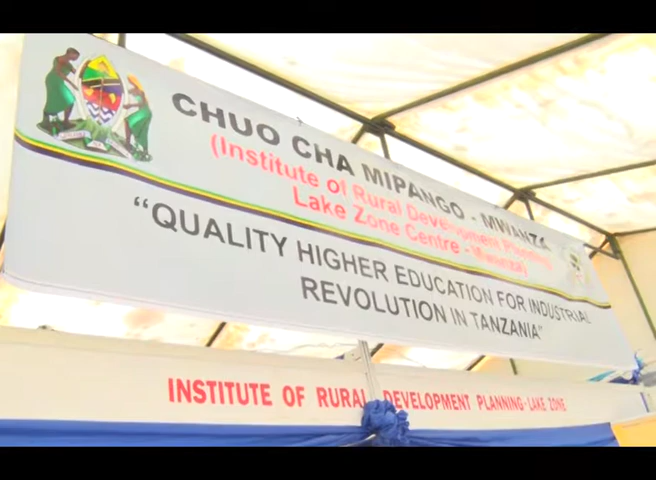 CHUO CHA MIPANGO - MWANZA
(Institute of Rural Development Planning
Lake Zone Centre - Mwanza)
“QUALITY HIGHER EDUCATION FOR INDUSTRIAL
REVOLUTION IN TANZANIA”
INSTITUTE OF RURAL DEVELOPMENT PLANNING-LAKE ZONE